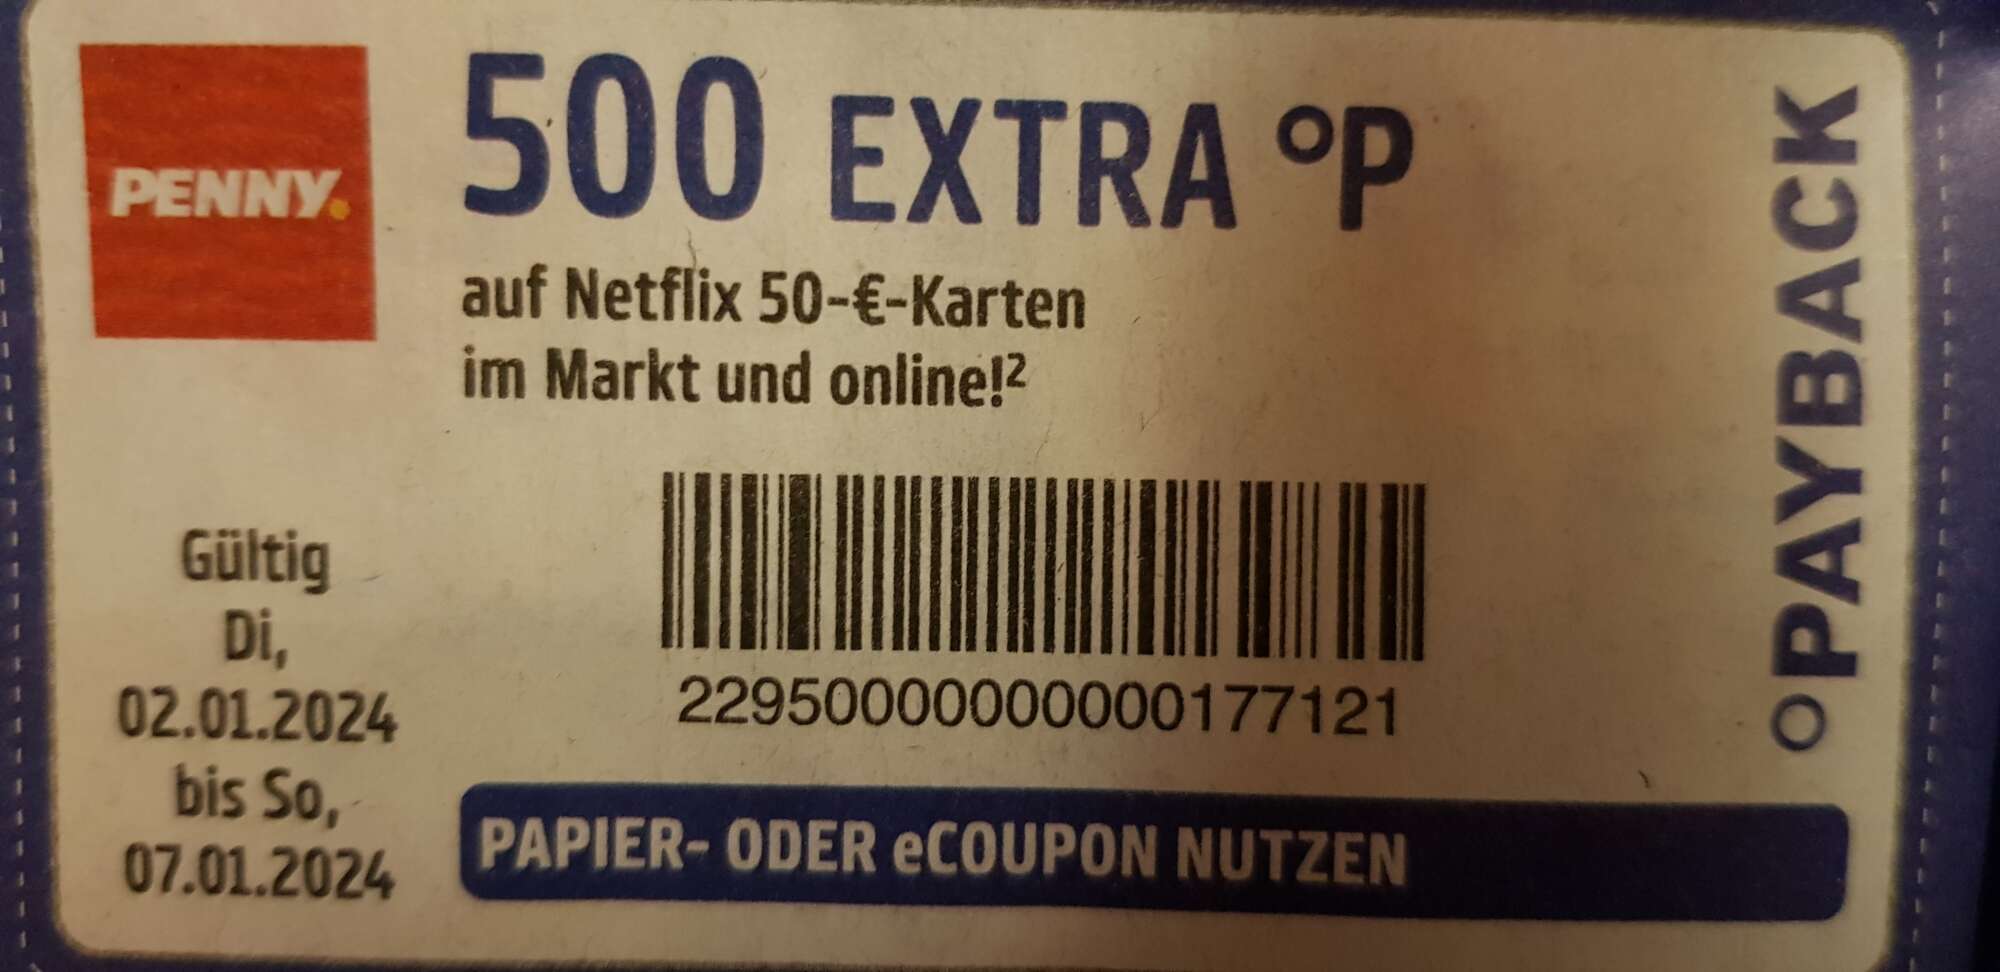 PENNY.
500 EXTRA °P
auf Netflix 50-€-Karten
im Markt und online!²
Gültig
Di,
02.01.2024
bis So,
07.01.2024
22950000000000177121
PAPIER- ODER eCOUPON NUTZEN
°PAYBACK